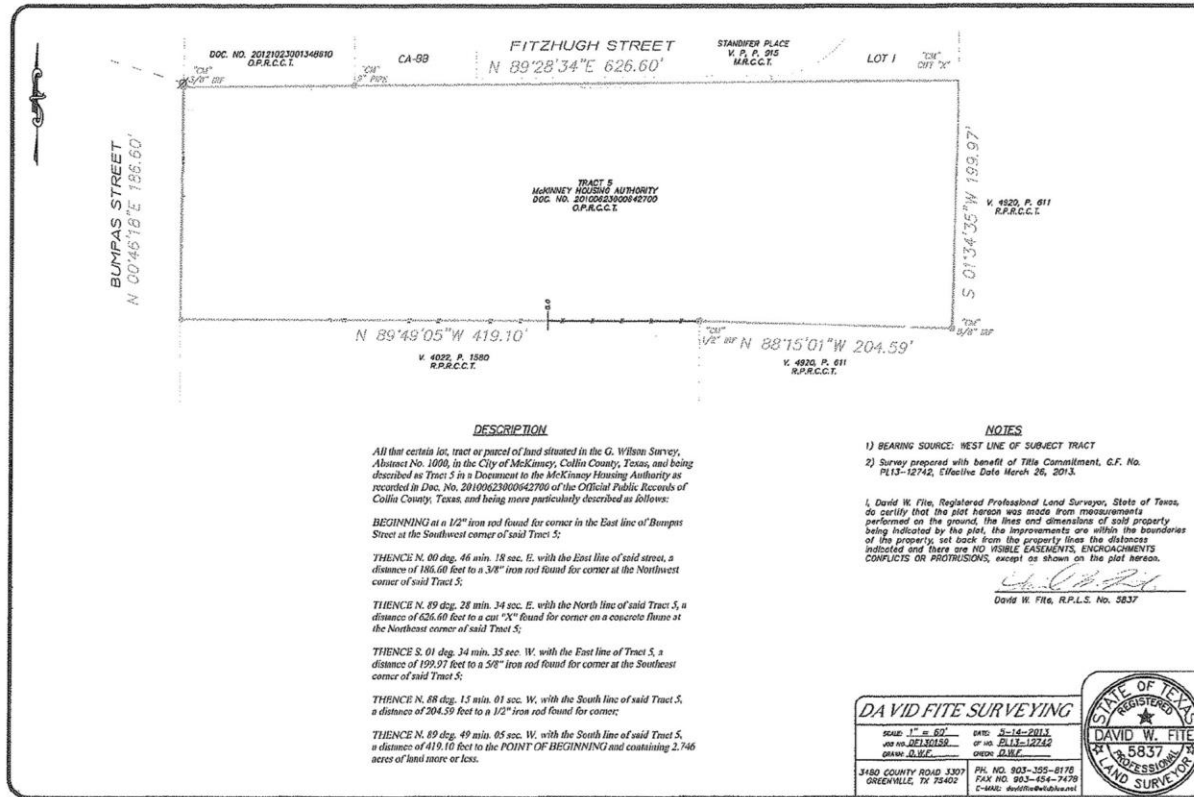 FITZHUGH STREET
N 89°28'34"E 626.60'
DOC. NO. 20121023001348810
O.P.R.C.C.T.
CA-88
STANDIFER PLACE
V. P, P. 915
M.R.C.C.T.
LOT 1
"CM"
CUT "X"
"CM"
3/8" IRF
"CM"
2" PIPE
BUMPAS STREET
N 00°46'18"E 186.60'
TRACT 5
McKINNEY HOUSING AUTHORITY
DOC. NO. 20100623000642700
O.P.R.C.C.T.
S 01°34'35"W 199.97'
V. 4920, P. 611
R.P.R.C.C.T.
N 89°49'05"W 419.10'
"CM"
1/2" IRF
N 88°15'01"W 204.59'
"CM"
5/8" IRF
V. 4022, P. 1580
R.P.R.C.C.T.
V. 4920, P. 611
R.P.R.C.C.T.
DESCRIPTION
All that certain lot, tract or parcel of land situated in the G. Wilson Survey,
Abstract No. 1000, in the City of McKinney, Collin County, Texas, and being
described as Tract 5 in a Document to the McKinney Housing Authority as
recorded in Doc. No. 20100623000642700 of the Official Public Records of
Collin County, Texas, and being more particularly described as follows:
BEGINNING at a 1/2" iron rod found for corner in the East line of Bumpas
Street at the Southwest corner of said Tract 5;
THENCE N. 00 deg. 46 min. 18 sec. E. with the East line of said street, a
distance of 186.60 feet to a 3/8" iron rod found for corner at the Northwest
corner of said Tract 5;
THENCE N. 89 deg. 28 min. 34 sec. E. with the North line of said Tract 5, a
distance of 626.60 feet to a cut "X" found for corner on a concrete flume at
the Northeast corner of said Tract 5;
THENCE S. 01 deg. 34 min. 35 sec. W. with the East line of Tract 5, a
distance of 199.97 feet to a 5/8" iron rod found for corner at the Southeast
corner of said Tract 5;
THENCE N. 88 deg. 15 min. 01 sec. W. with the South line of said Tract 5,
a distance of 204.59 feet to a 1/2" iron rod found for corner;
THENCE N. 89 deg. 49 min. 05 sec. W. with the South line of said Tract 5,
a distance of 419.10 feet to the POINT OF BEGINNING and containing 2.746
acres of land more or less.
NOTES
1) BEARING SOURCE: WEST LINE OF SUBJECT TRACT
2) Survey prepared with benefit of Title Commitment, G.F. No.
PL13-12742, Effective Date March 26, 2013.
I, David W. Fite, Registered Professional Land Surveyor, State of Texas,
do certify that the plat hereon was made from measurements
performed on the ground, the lines and dimensions of said property
being indicated by the plat, the improvements are within the boundaries
of the property, set back from the property lines the distances
indicated and there are NO VISIBLE EASEMENTS, ENCROACHMENTS
CONFLICTS OR PROTRUSIONS, except as shown on the plat hereon.
David W. Fite, R.P.L.S. No. 5837
DAVID FITE SURVEYING
SCALE: 1" = 60' DATE: 5-14-2013
JOB NO. DF130159 GF NO. PL13-12742
DRAWN: D.W.F. CHECK: D.W.F.
3480 COUNTY ROAD 3307
GREENVILLE, TX 75402
PH. NO. 903-355-8176
FAX NO. 903-454-7479
E-MAIL: davidfite@wildblue.net
STATE OF TEXAS
REGISTERED
DAVID W. FITE
5837
PROFESSIONAL
LAND SURVEYOR